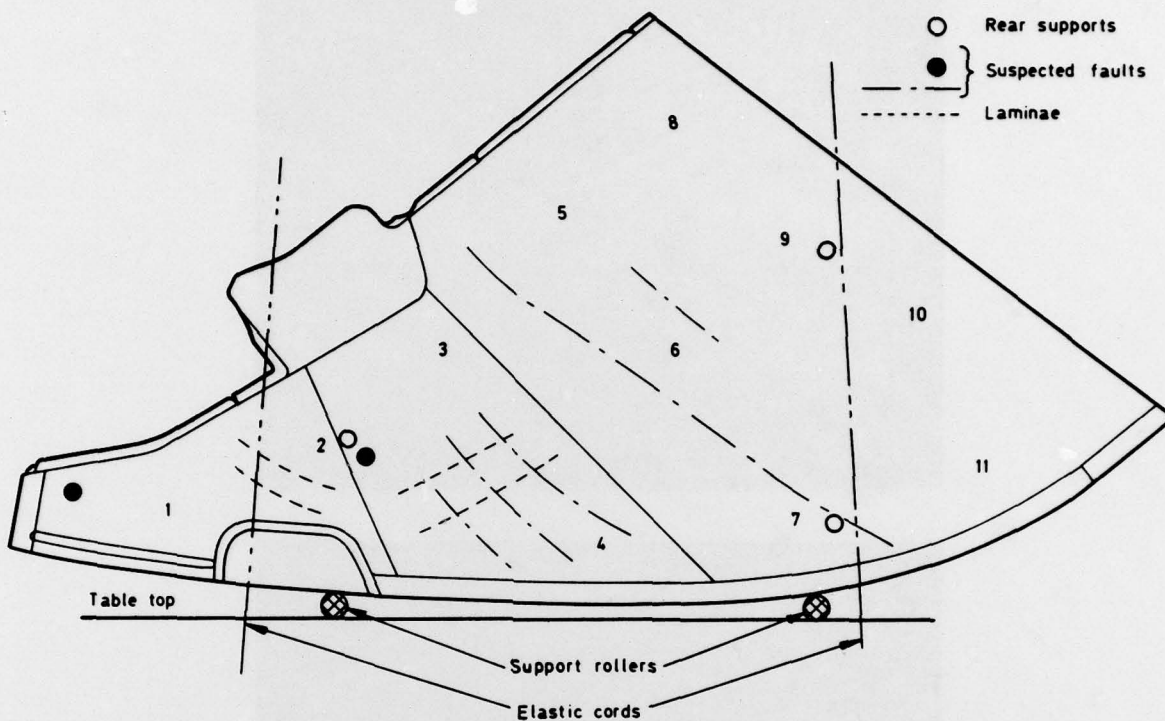 Rear supports
Suspected faults
Laminae
8
5
9
10
3
6
2
11
1
7
4
Table top
Support rollers
Elastic cords